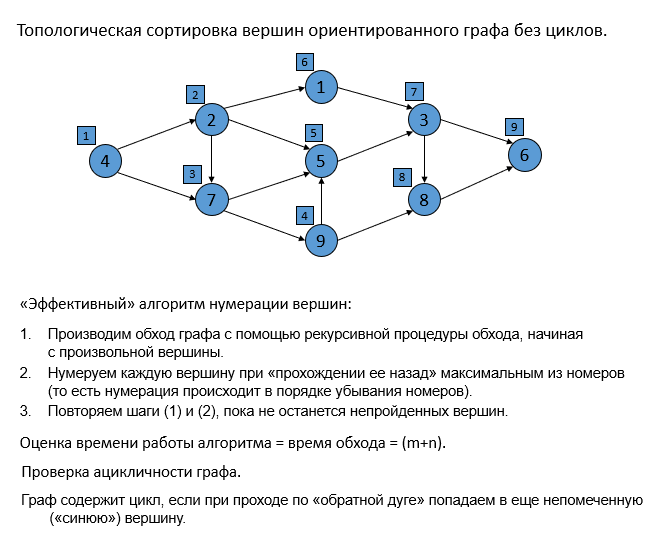 Топологическая сортировка вершин ориентированного графа без циклов.
6
1
7
2
3
1
2
5
9
4
5
6
3
8
7
4
8
9
«Эффективный» алгоритм нумерации вершин:
1. Производим обход графа с помощью рекурсивной процедуры обхода, начиная
с произвольной вершины.
2. Нумеруем каждую вершину при «прохождении ее назад» максимальным из номеров
(то есть нумерация происходит в порядке убывания номеров).
3. Повторяем шаги (1) и (2), пока не останется непройденных вершин.
Оценка времени работы алгоритма = время обхода = (m+n).
Проверка ацикличности графа.
Граф содержит цикл, если при проходе по «обратной дуге» попадаем в еще непомеченную
(«синюю») вершину.